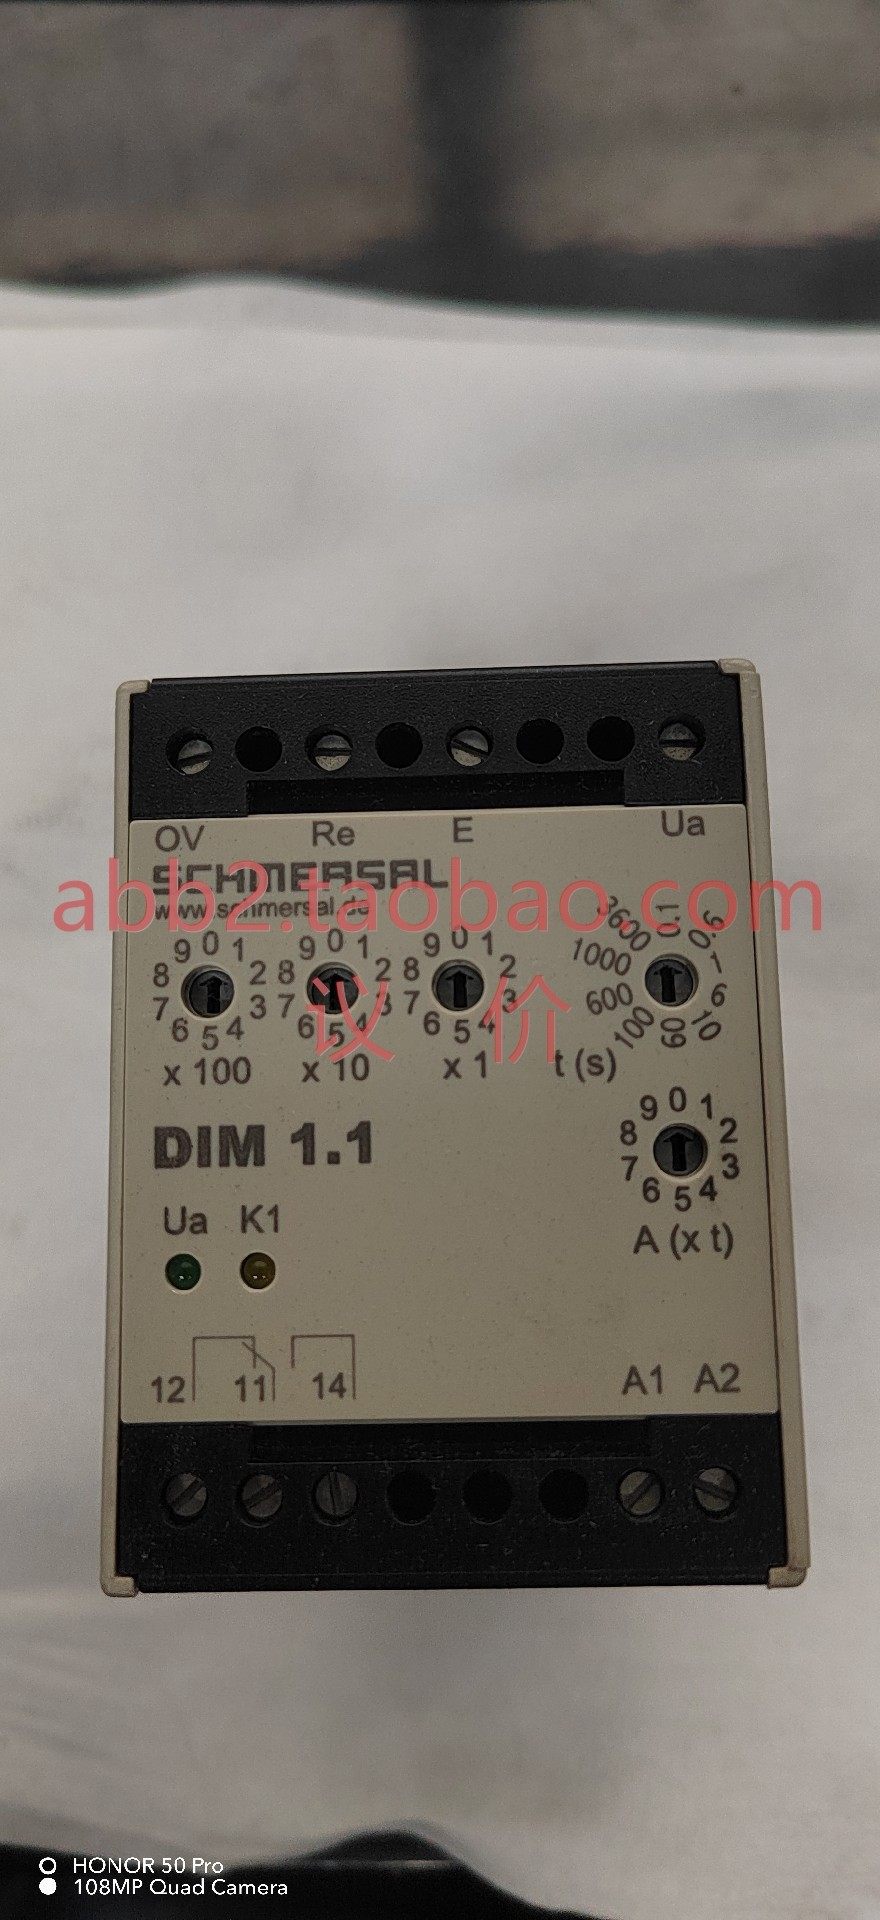 OV Re E Ua
SCHMERSAL
www.schmersal.de
abb2.taobao.com
议价
9 0 1 2 3 4 5 6 7 8
x 100
9 0 1 2 3 4 5 6 7 8
x 10
9 0 1 2 3 4 5 6 7 8
x 1
0.1 0.6 1 6 10 60 100 600 1000 3600
t (s)
DIM 1.1
9 0 1 2 3 4 5 6 7 8
A (x t)
Ua K1
12 11 14 A1 A2
HONOR 50 Pro
108MP Quad Camera